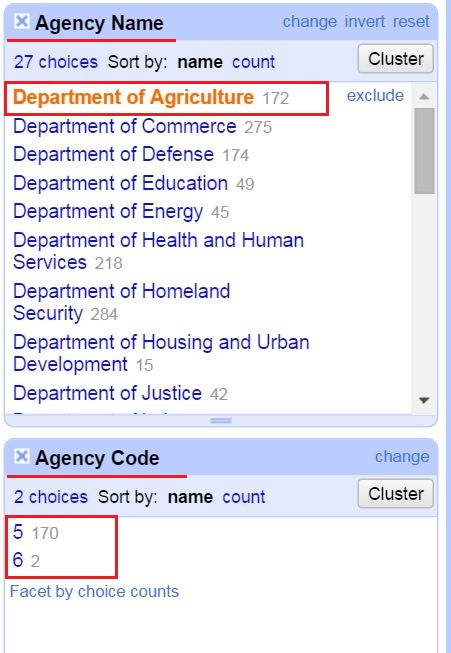 Agency Name change invert reset
27 choices Sort by: name count Cluster
Department of Agriculture 172 exclude
Department of Commerce 275
Department of Defense 174
Department of Education 49
Department of Energy 45
Department of Health and Human
Services 218
Department of Homeland
Security 284
Department of Housing and Urban
Development 15
Department of Justice 42
Agency Code change
2 choices Sort by: name count Cluster
5 170
6 2
Facet by choice counts